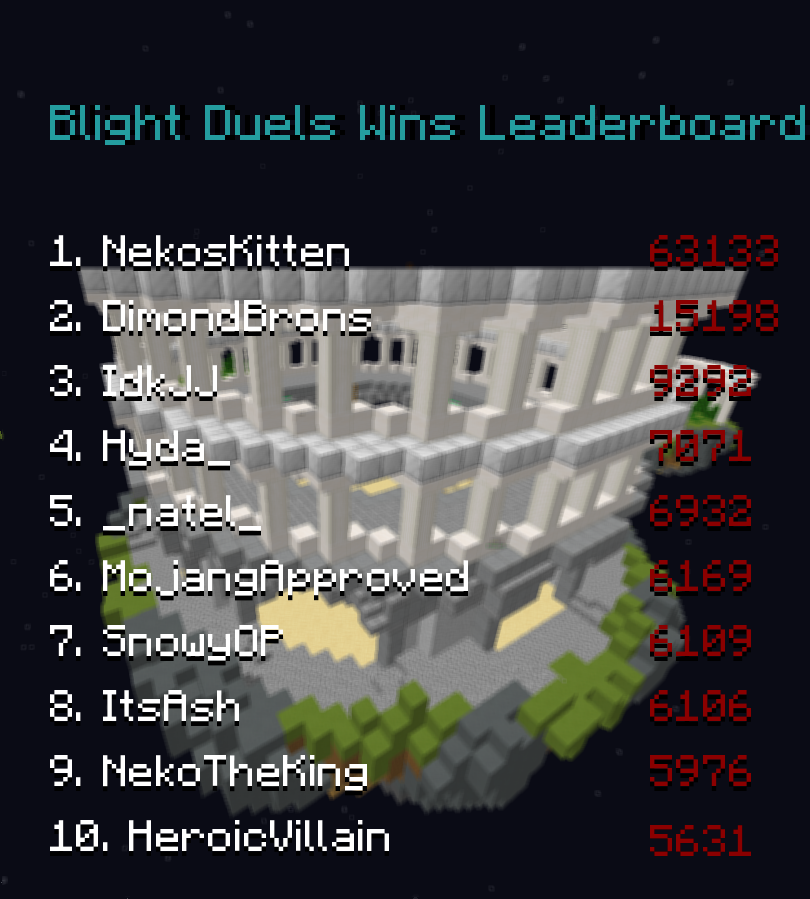 Blight Duels Wins Leaderboard
1. NekosKitten 63133
2. DimondBrons 15198
3. IdkJJ 9292
4. Hyda_ 7071
5. _natel_ 6932
6. MojangApproved 6169
7. SnowyOP 6109
8. ItsAsh 6106
9. NekoTheKing 5976
10. HeroicVillain 5631